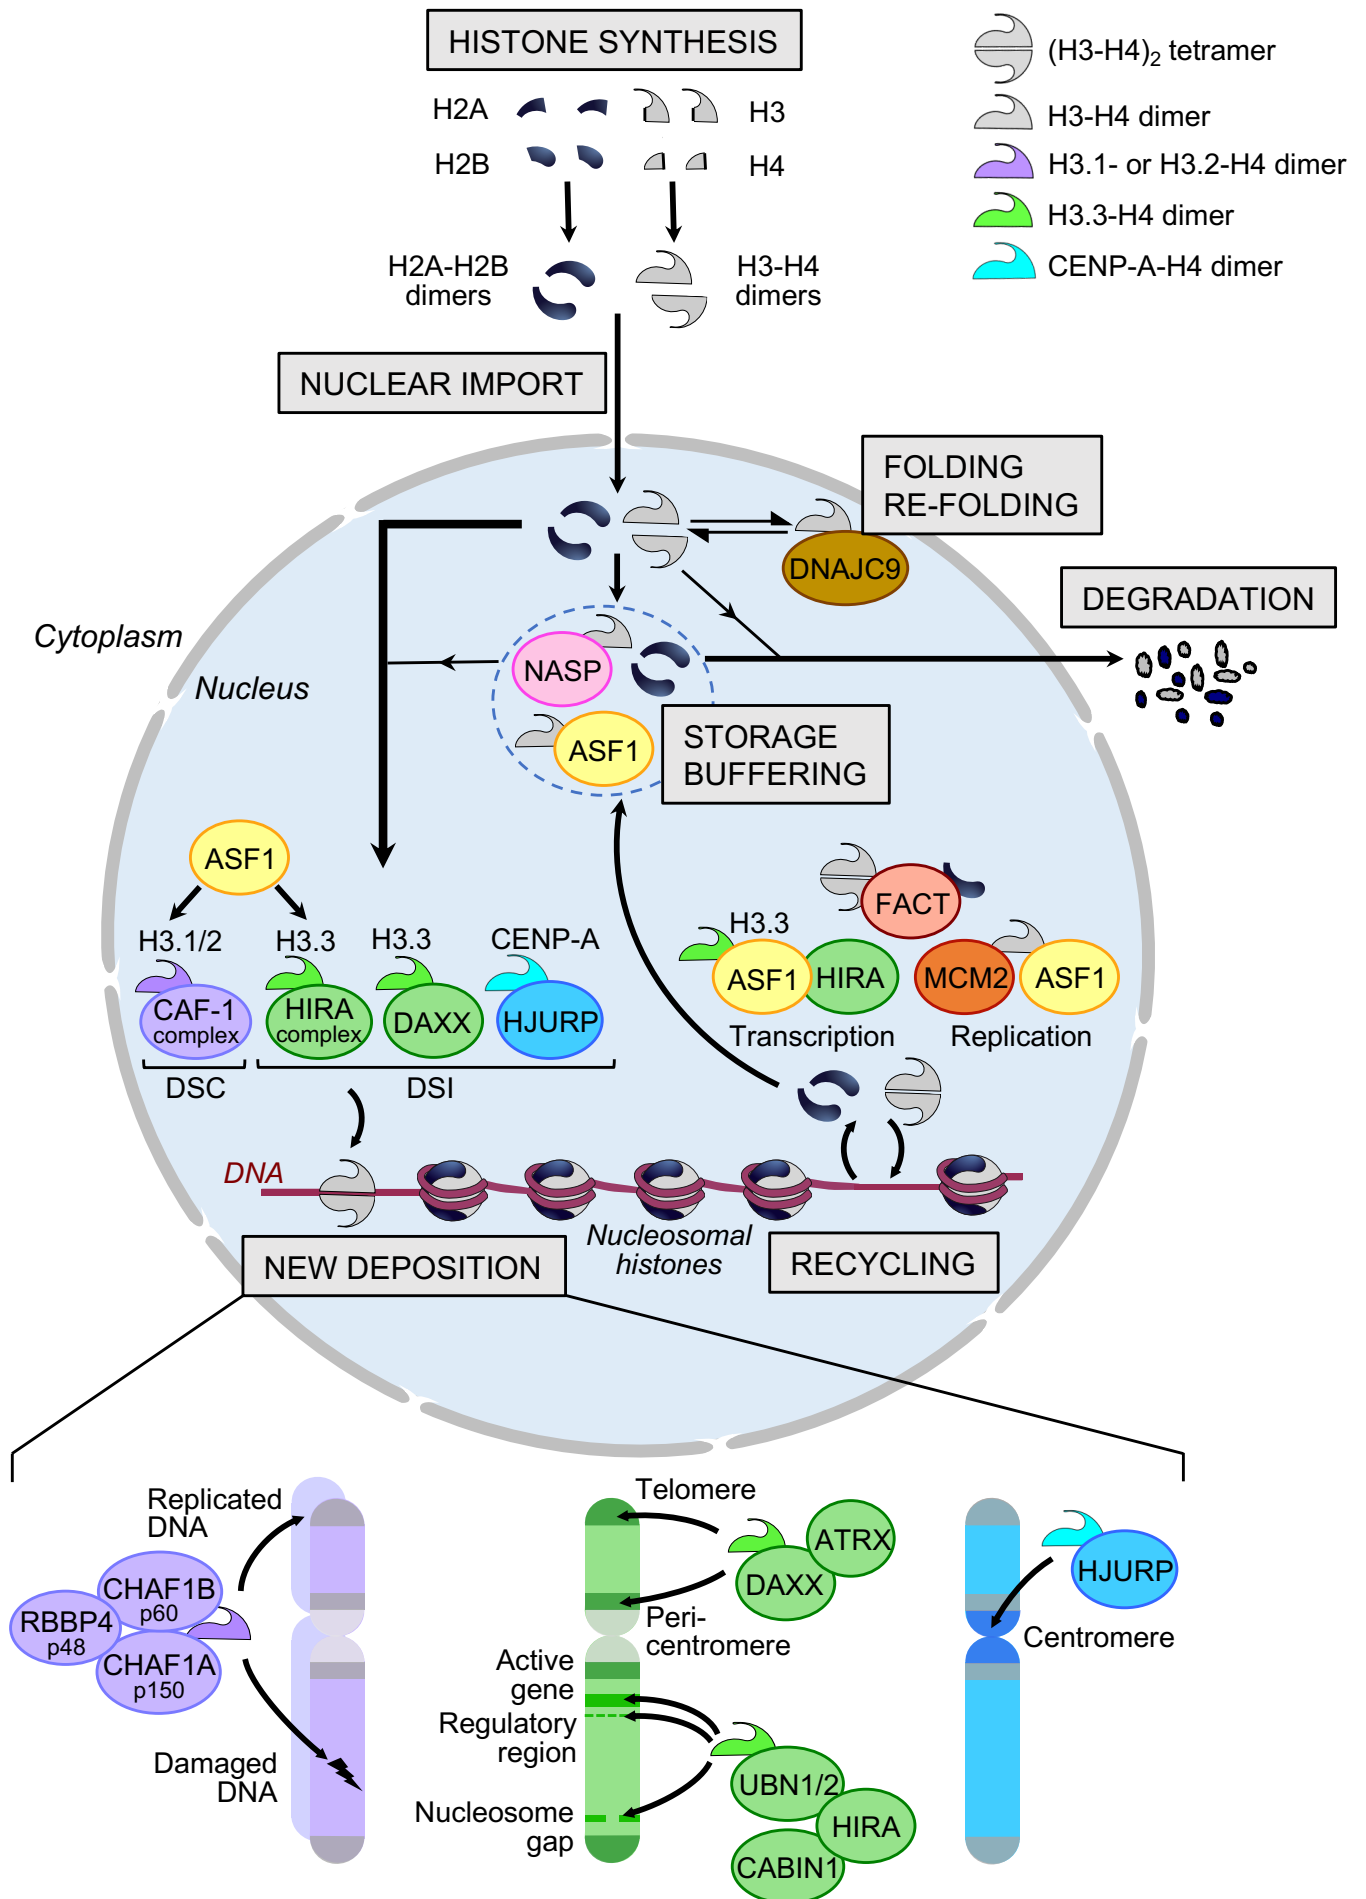 HISTONE SYNTHESIS
H2A
H3
H2B
H4
H2A-H2B
dimers
H3-H4
dimers
(H3-H4)2 tetramer
H3-H4 dimer
H3.1- or H3.2-H4 dimer
H3.3-H4 dimer
CENP-A-H4 dimer
NUCLEAR IMPORT
FOLDING
RE-FOLDING
DNAJC9
DEGRADATION
Cytoplasm
Nucleus
NASP
ASF1
STORAGE
BUFFERING
ASF1
H3.1/2
H3.3
H3.3
CENP-A
CAF-1
complex
HIRA
complex
DAXX
HJURP
DSC
DSI
FACT
H3.3
ASF1
HIRA
MCM2
ASF1
Transcription
Replication
DNA
Nucleosomal
histones
NEW DEPOSITION
RECYCLING
Replicated
DNA
CHAF1B
p60
RBBP4
p48
CHAF1A
p150
Damaged
DNA
Telomere
ATRX
DAXX
Peri-
centromere
Active
gene
Regulatory
region
UBN1/2
HIRA
CABIN1
Nucleosome
gap
HJURP
Centromere